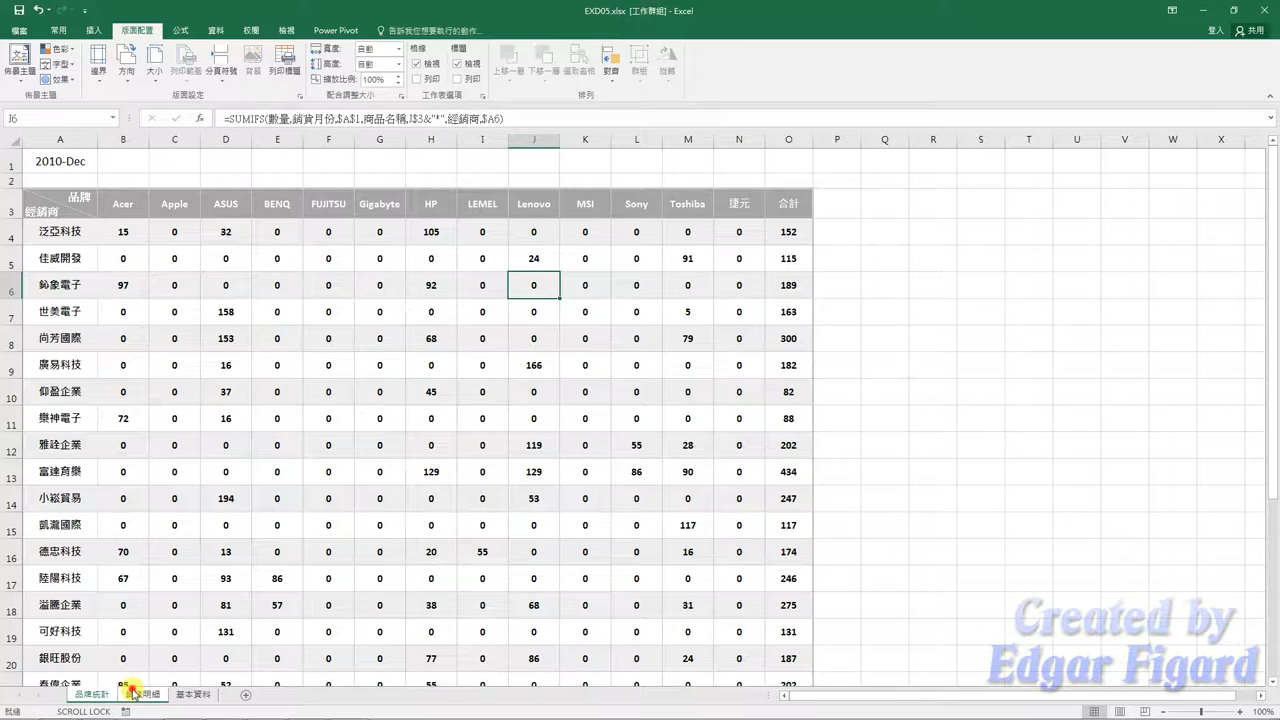 EXD05.xlsx [工作群組] - Excel
檔案 常用 插入 版面配置 公式 資料 校閱 檢視 Power Pivot 告訴我您想要執行的動作... 登入 共用
佈景主題 色彩 字型 效果 邊界 方向 大小 列印範圍 分頁符號 背景 列印標題 寬度: 自動 高度: 自動 縮放比例: 100% 格線 檢視 列印 標題 檢視 列印 上移一層 下移一層 選取窗格 對齊 群組 旋轉
佈景主題 版面設定 配合調整大小 工作表選項 排列
J6 =SUMIFS(數量,銷貨月份,$A$1,商品名稱,J$3&"*",經銷商,$A6)
A B C D E F G H I J K L M N O P Q R S T U V W X
1 2010-Dec
2
3 品牌 經銷商 Acer Apple ASUS BENQ FUJITSU Gigabyte HP LEMEL Lenovo MSI Sony Toshiba 捷元 合計
4 泛亞科技 15 0 32 0 0 0 105 0 0 0 0 0 0 152
5 佳威開發 0 0 0 0 0 0 0 0 24 0 0 91 0 115
6 鈊象電子 97 0 0 0 0 0 92 0 0 0 0 0 0 189
7 世美電子 0 0 158 0 0 0 0 0 0 0 0 5 0 163
8 尚芳國際 0 0 153 0 0 0 68 0 0 0 0 79 0 300
9 廣易科技 0 0 16 0 0 0 0 0 166 0 0 0 0 182
10 仰盈企業 0 0 37 0 0 0 45 0 0 0 0 0 0 82
11 樂神電子 72 0 16 0 0 0 0 0 0 0 0 0 0 88
12 雅詮企業 0 0 0 0 0 0 0 0 119 0 55 28 0 202
13 富達育樂 0 0 0 0 0 0 129 0 129 0 86 90 0 434
14 小崧貿易 0 0 194 0 0 0 0 0 53 0 0 0 0 247
15 凱瀧國際 0 0 0 0 0 0 0 0 0 0 0 117 0 117
16 德忠科技 70 0 13 0 0 0 20 55 0 0 0 16 0 174
17 陸陽科技 67 0 93 86 0 0 0 0 0 0 0 0 0 246
18 溢騰企業 0 0 81 57 0 0 38 0 68 0 0 31 0 275
19 可好科技 0 0 131 0 0 0 0 0 0 0 0 0 0 131
20 銀旺股份 0 0 0 0 0 0 77 0 86 0 0 24 0 187
品牌統計 明細 基本資料
就緒 SCROLL LOCK 100%
Created by
Edgar Figard